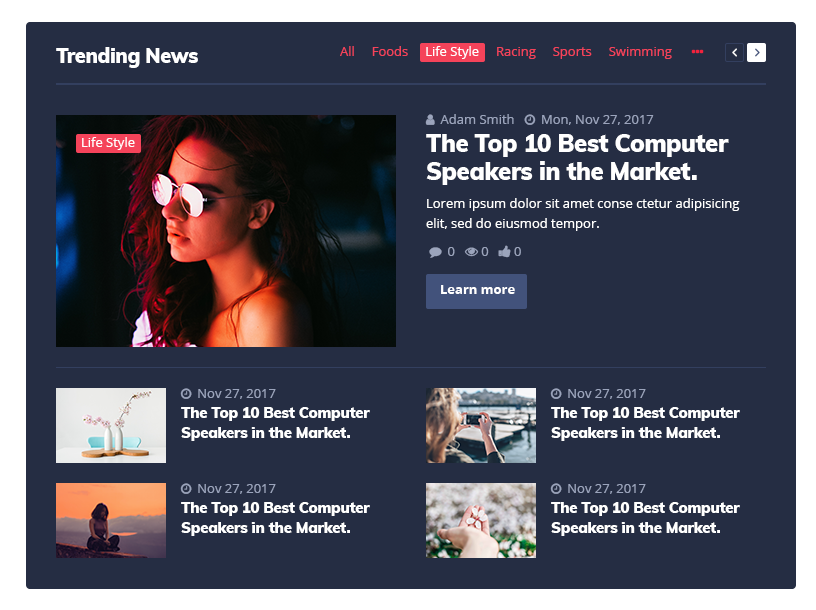 Trending News
All Foods Life Style Racing Sports Swimming
Life Style
Adam Smith Mon, Nov 27, 2017
The Top 10 Best Computer
Speakers in the Market.
Lorem ipsum dolor sit amet conse ctetur adipisicing
elit, sed do eiusmod tempor.
0 0 0
Learn more
Nov 27, 2017
The Top 10 Best Computer
Speakers in the Market.
Nov 27, 2017
The Top 10 Best Computer
Speakers in the Market.
Nov 27, 2017
The Top 10 Best Computer
Speakers in the Market.
Nov 27, 2017
The Top 10 Best Computer
Speakers in the Market.